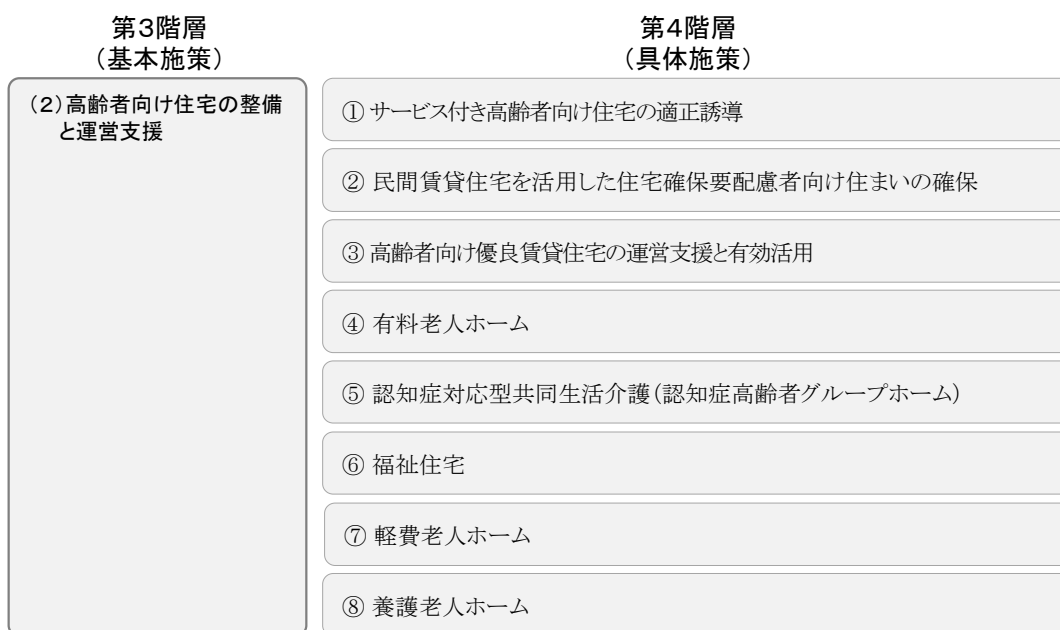 第3階層
（基本施策）
第4階層
（具体施策）
（2）高齢者向け住宅の整備
と運営支援
① サービス付き高齢者向け住宅の適正誘導
② 民間賃貸住宅を活用した住宅確保要配慮者向け住まいの確保
③ 高齢者向け優良賃貸住宅の運営支援と有効活用
④ 有料老人ホーム
⑤ 認知症対応型共同生活介護（認知症高齢者グループホーム）
⑥ 福祉住宅
⑦ 軽費老人ホーム
⑧ 養護老人ホーム